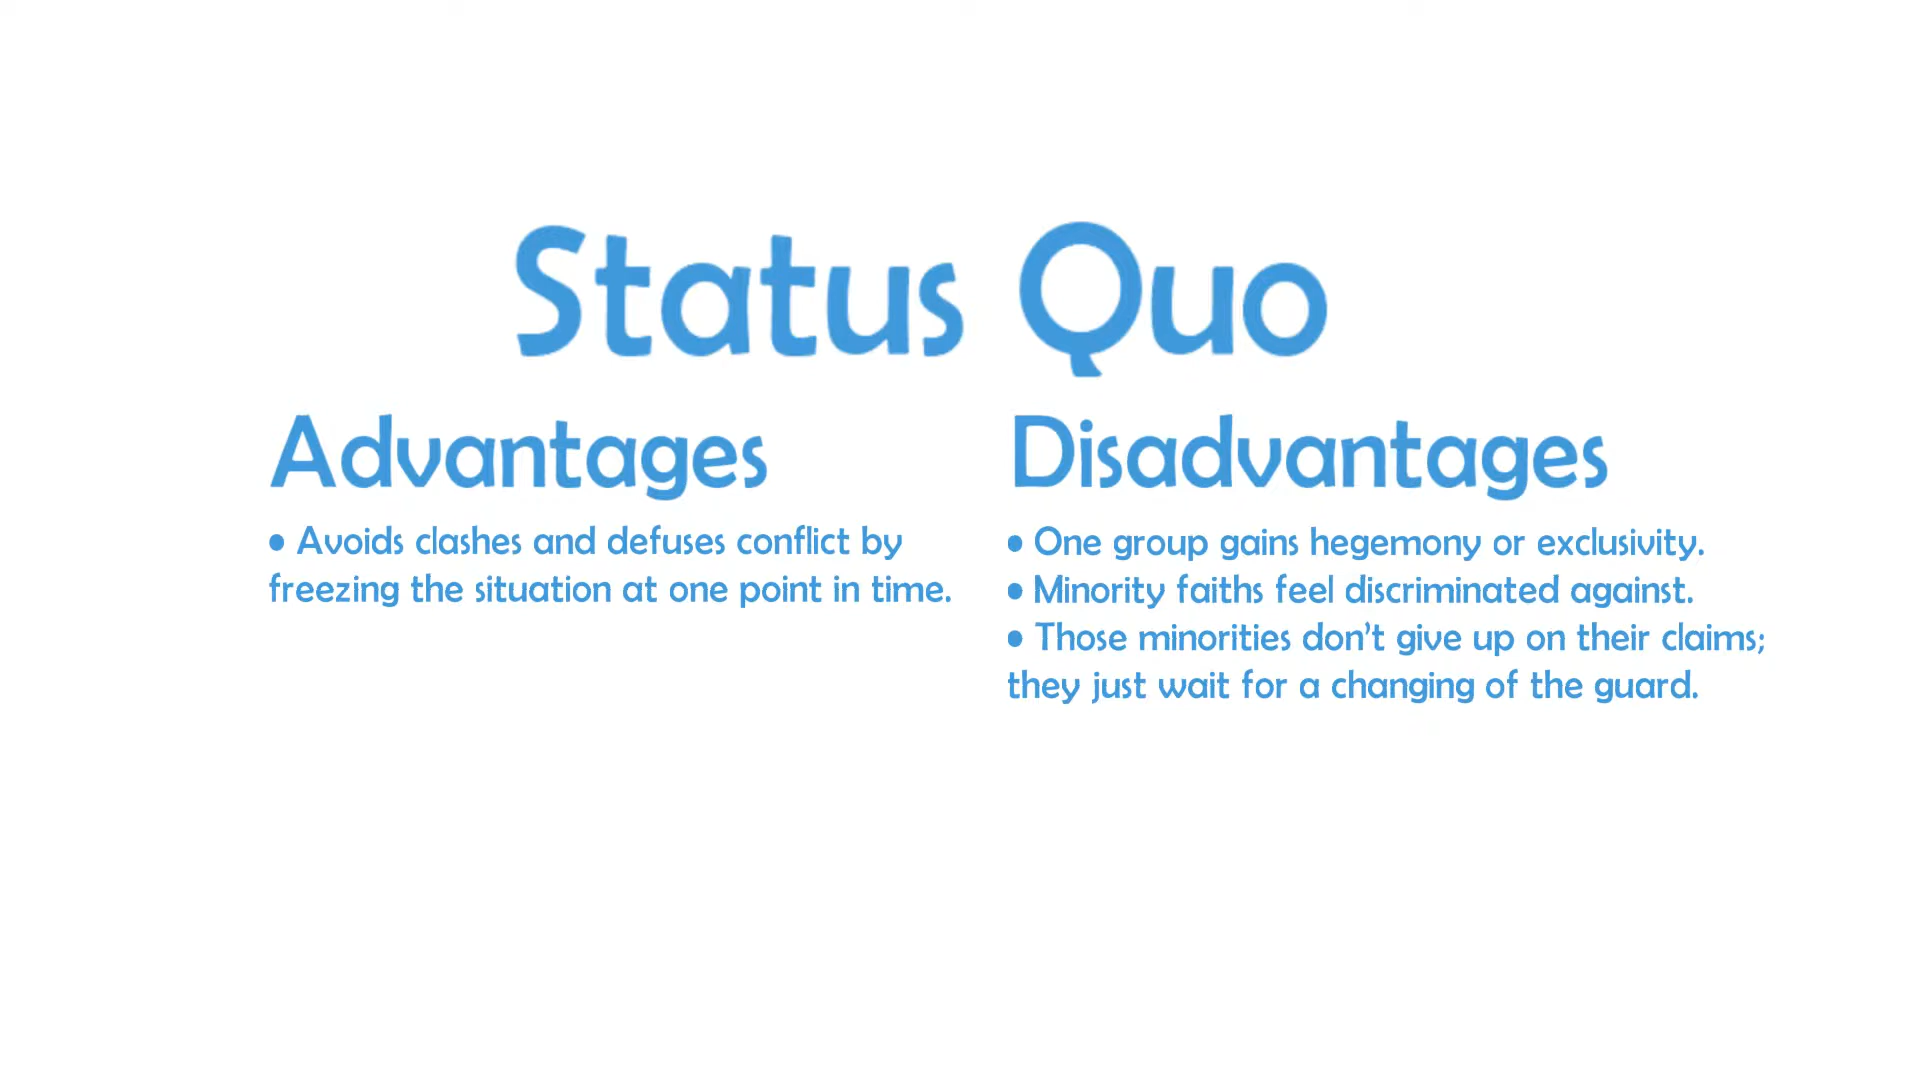 Status Quo
Advantages
• Avoids clashes and defuses conflict by
freezing the situation at one point in time.
Disadvantages
• One group gains hegemony or exclusivity.
• Minority faiths feel discriminated against.
• Those minorities don’t give up on their claims;
they just wait for a changing of the guard.